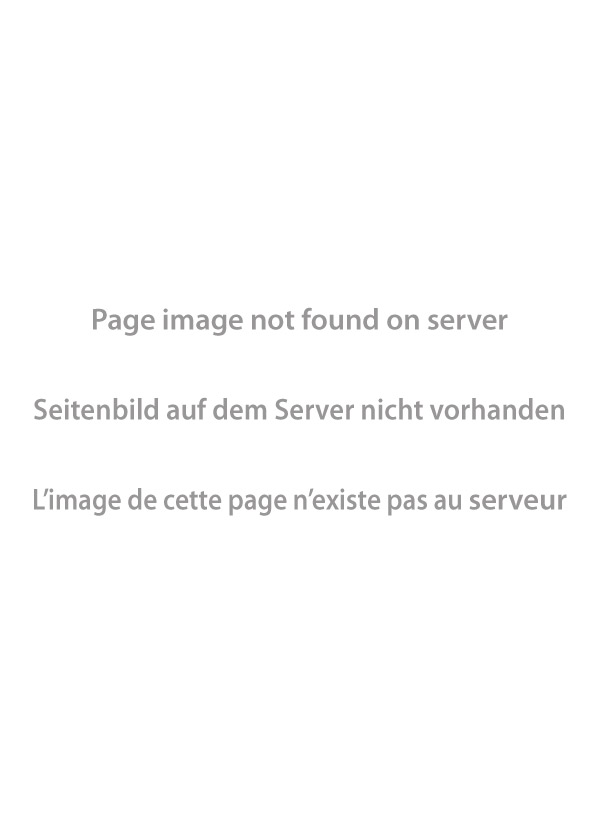 Page image not found on server
Seitenbild auf dem Server nicht vorhanden
L’image de cette page n’existe pas au serveur